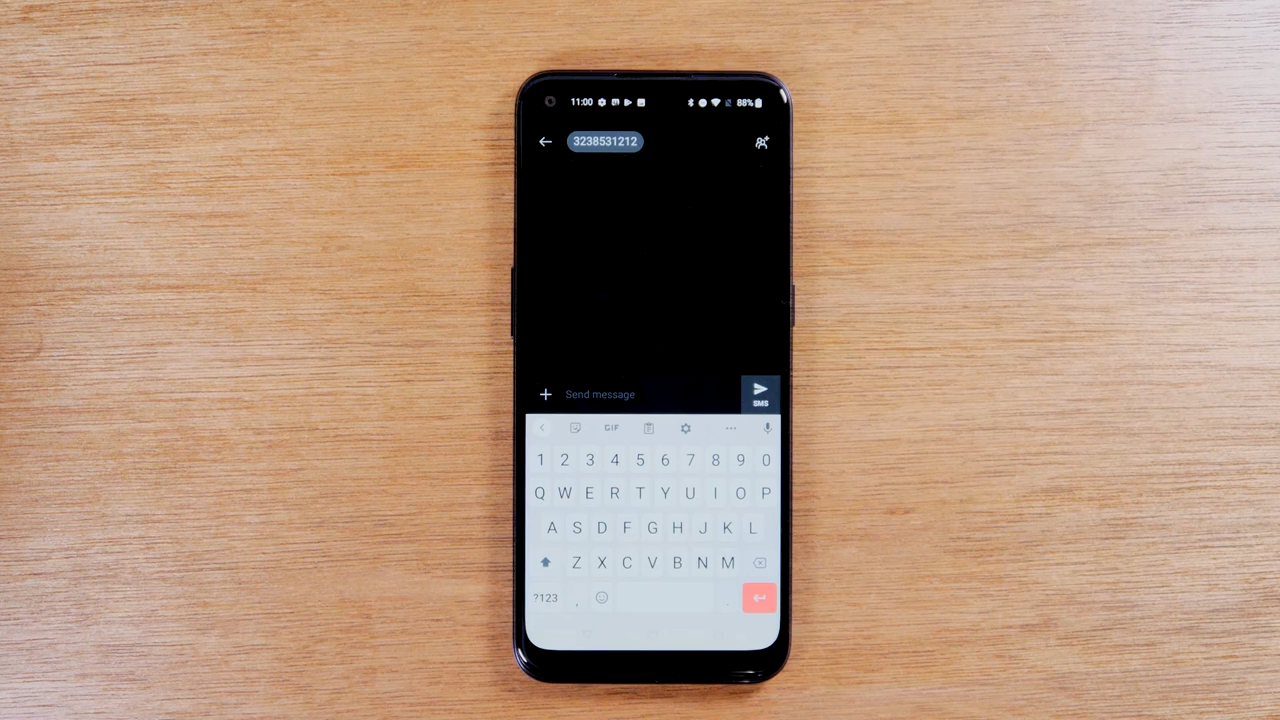 11:00 88%
3238531212
Send message
SMS
GIF
1 2 3 4 5 6 7 8 9 0
Q W E R T Y U I O P
A S D F G H J K L
Z X C V B N M
?123 , .